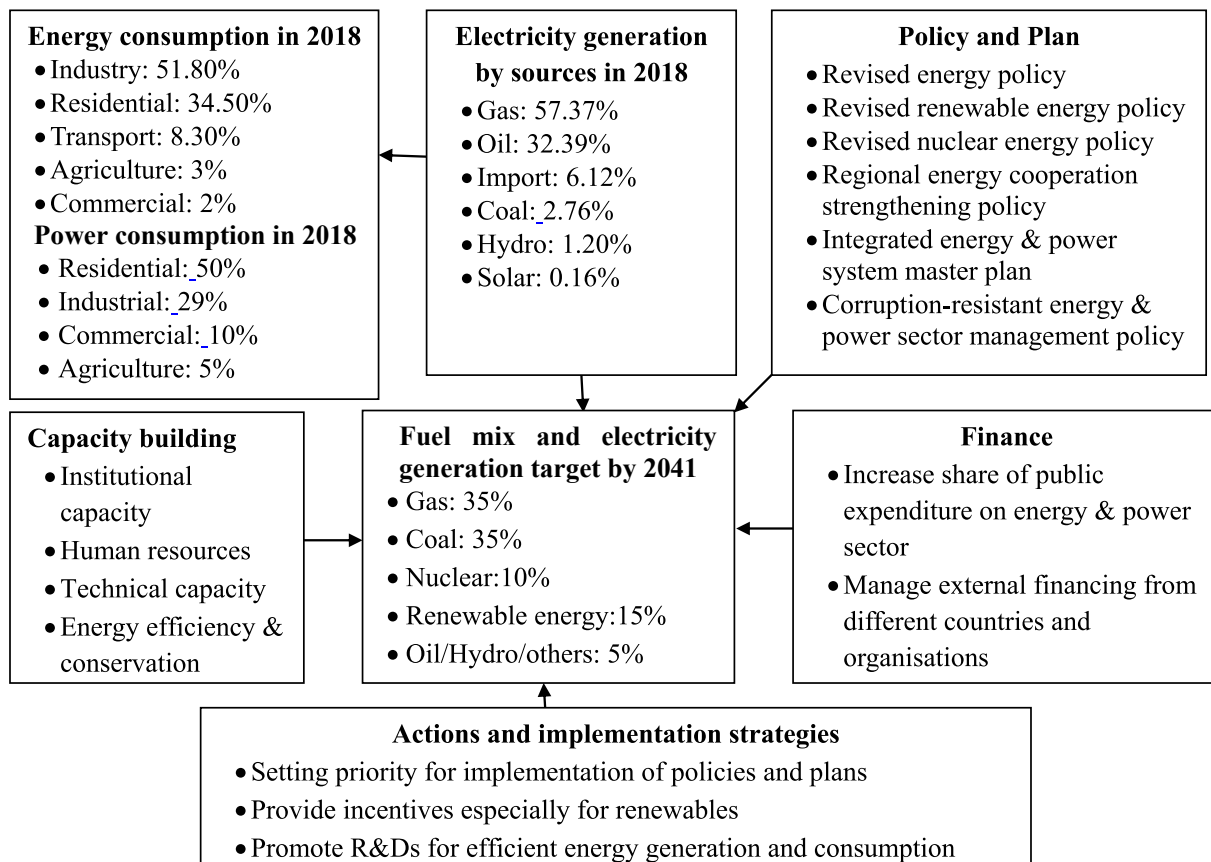 Energy consumption in 2018
• Industry: 51.80%
• Residential: 34.50%
• Transport: 8.30%
• Agriculture: 3%
• Commercial: 2%
Power consumption in 2018
• Residential: 50%
• Industrial: 29%
• Commercial: 10%
• Agriculture: 5%
Electricity generation
by sources in 2018
• Gas: 57.37%
• Oil: 32.39%
• Import: 6.12%
• Coal: 2.76%
• Hydro: 1.20%
• Solar: 0.16%
Policy and Plan
• Revised energy policy
• Revised renewable energy policy
• Revised nuclear energy policy
• Regional energy cooperation
strengthening policy
• Integrated energy & power
system master plan
• Corruption-resistant energy &
power sector management policy
Capacity building
• Institutional
capacity
• Human resources
• Technical capacity
• Energy efficiency &
conservation
Fuel mix and electricity
generation target by 2041
• Gas: 35%
• Coal: 35%
• Nuclear:10%
• Renewable energy:15%
• Oil/Hydro/others: 5%
Finance
• Increase share of public
expenditure on energy & power
sector
• Manage external financing from
different countries and
organisations
Actions and implementation strategies
• Setting priority for implementation of policies and plans
• Provide incentives especially for renewables
• Promote R&Ds for efficient energy generation and consumption